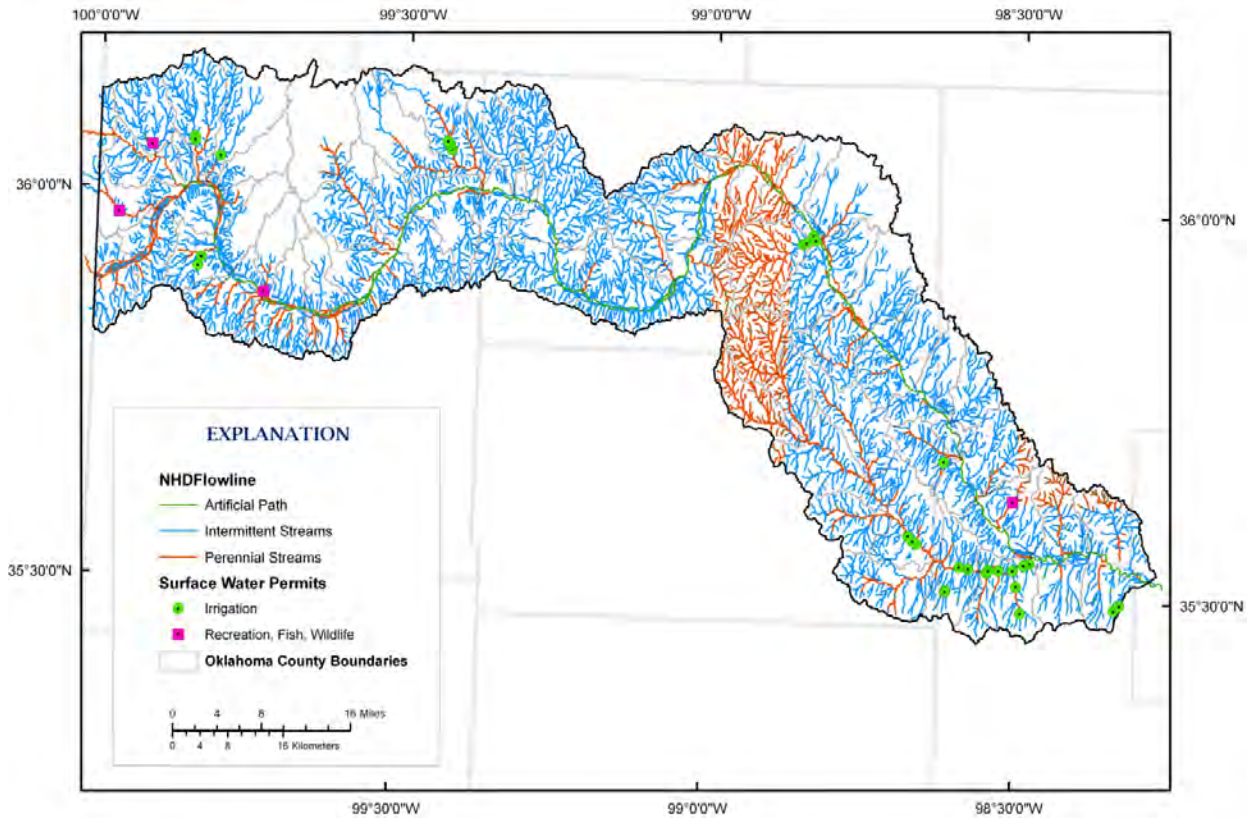 100°0'0"W 99°30'0"W 99°0'0"W 98°30'0"W
36°0'0"N
36°0'0"N
EXPLANATION
NHDFlowline
Artificial Path
Intermittent Streams
Perennial Streams
Surface Water Permits
Irrigation
Recreation, Fish, Wildlife
Oklahoma County Boundaries
0 4 8 16 Miles
0 4 8 16 Kilometers
35°30'0"N
35°30'0"N
99°30'0"W 99°0'0"W 98°30'0"W